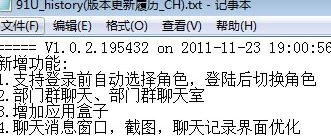 91U_history(版本更新履历_CH).txt - 记事本
文件(F) 编辑(E) 格式(O) 查看(V) 帮助(H)
===== V1.0.2.195432 on 2011-11-23 19:00:56
新增功能:
1.支持登录前自动选择角色，登陆后切换角色
2.部门群聊天、部门群聊天室
3.增加应用盒子
4.聊天消息窗口，截图，聊天记录界面优化